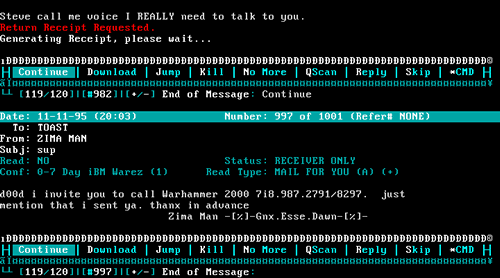 Steve call me voice I REALLY need to talk to you.
Return Receipt Requested.
Generating Receipt, please wait...
Continue | Download | Jump | Kill | No More | QScan | Reply | Skip | *CMD
[119/120][#982][+/-] End of Message: Continue
Date: 11-11-95 (20:03) Number: 997 of 1001 (Refer# NONE)
To: TOAST
From: ZIMA MAN
Subj: sup
Read: NO Status: RECEIVER ONLY
Conf: 0-7 Day iBM Warez (1) Read Type: MAIL FOR YOU (A) (+)
d00d i invite you to call Warhammer 2000 7i8.987.2791/8297. just
mention that i sent ya. thanx in advance
Zima Man -[%]-Gnx.Esse.Dawn-[%]-
Continue | Download | Jump | Kill | No More | QScan | Reply | Skip | *CMD
[119/120][#997][+/-] End of Message: